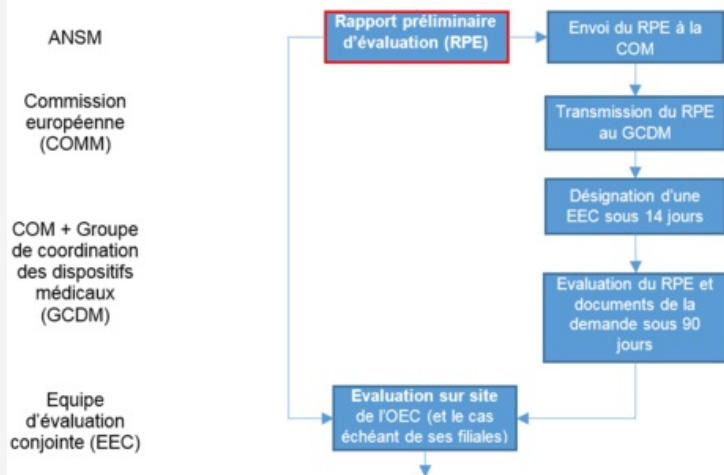 ANSM
Rapport préliminaire
d'évaluation (RPE)
Envoi du RPE à la
COM
Commission
européenne
(COMM)
Transmission du RPE
au GCDM
COM + Groupe
de coordination
des dispositifs
médicaux
(GCDM)
Désignation d'une
EEC sous 14 jours
Evaluation du RPE et
documents de la
demande sous 90
jours
Equipe
d'évaluation
conjointe (EEC)
Evaluation sur site
de l'OEC (et le cas
échéant de ses filiales)